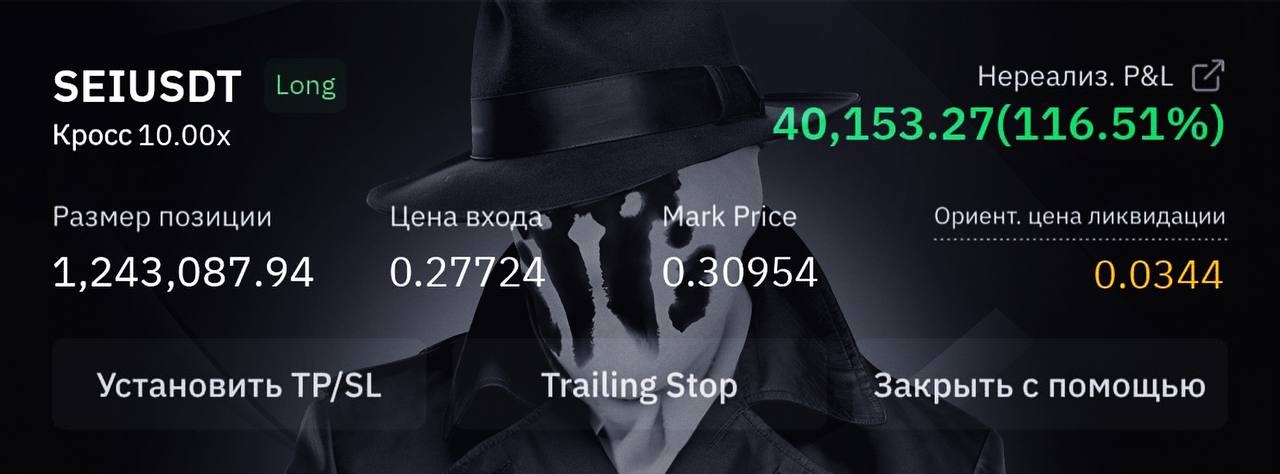 SEIUSDT Long
Нереализ. P&L
Кросс 10.00x
40,153.27(116.51%)
Размер позиции Цена входа Mark Price Ориент. цена ликвидации
1,243,087.94 0.27724 0.30954 0.0344
Установить TP/SL Trailing Stop Закрыть с помощью